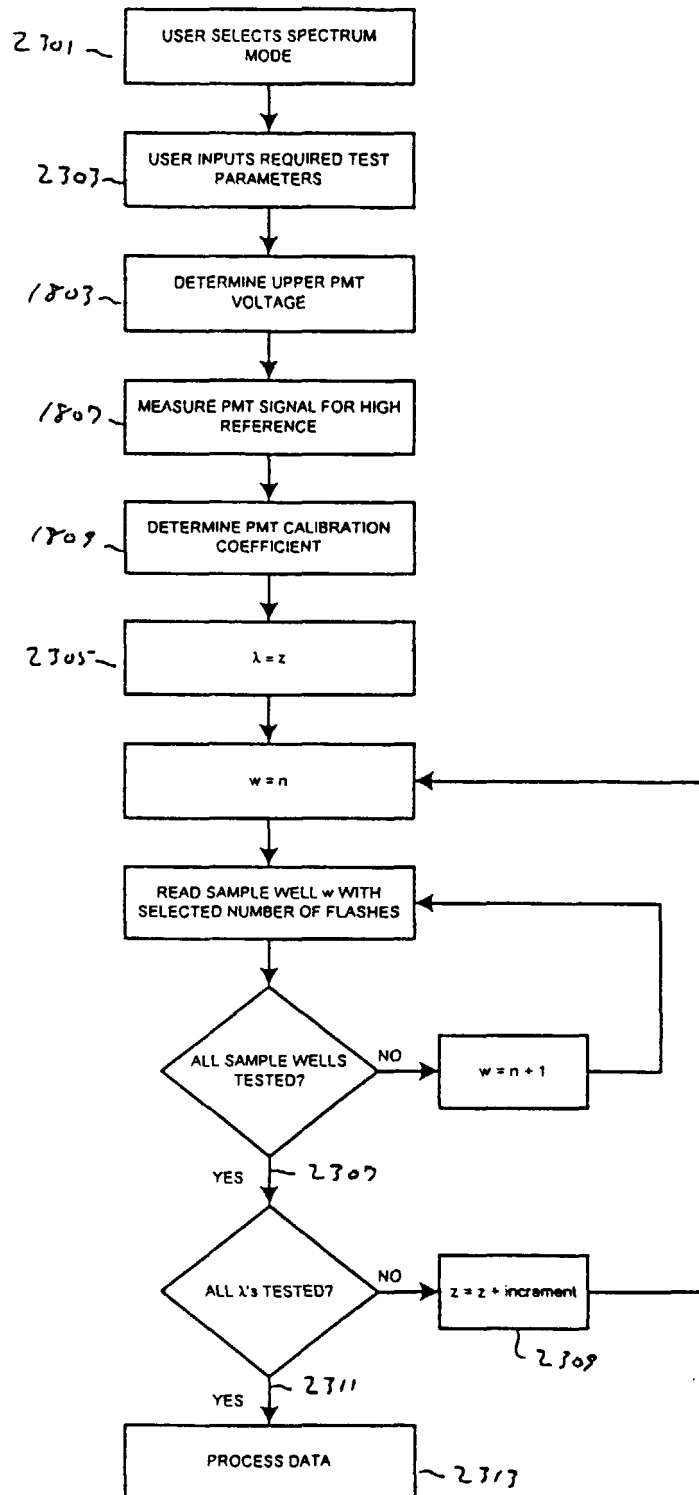 2301
USER SELECTS SPECTRUM
MODE
2303
USER INPUTS REQUIRED TEST
PARAMETERS
1803
DETERMINE UPPER PMT
VOLTAGE
1807
MEASURE PMT SIGNAL FOR HIGH
REFERENCE
1809
DETERMINE PMT CALIBRATION
COEFFICIENT
2305
λ = z
w = n
READ SAMPLE WELL w WITH
SELECTED NUMBER OF FLASHES
ALL SAMPLE WELLS
TESTED?
NO
w = n + 1
YES
2307
ALL λ's TESTED?
NO
z = z + increment
2309
YES
2311
PROCESS DATA
2313